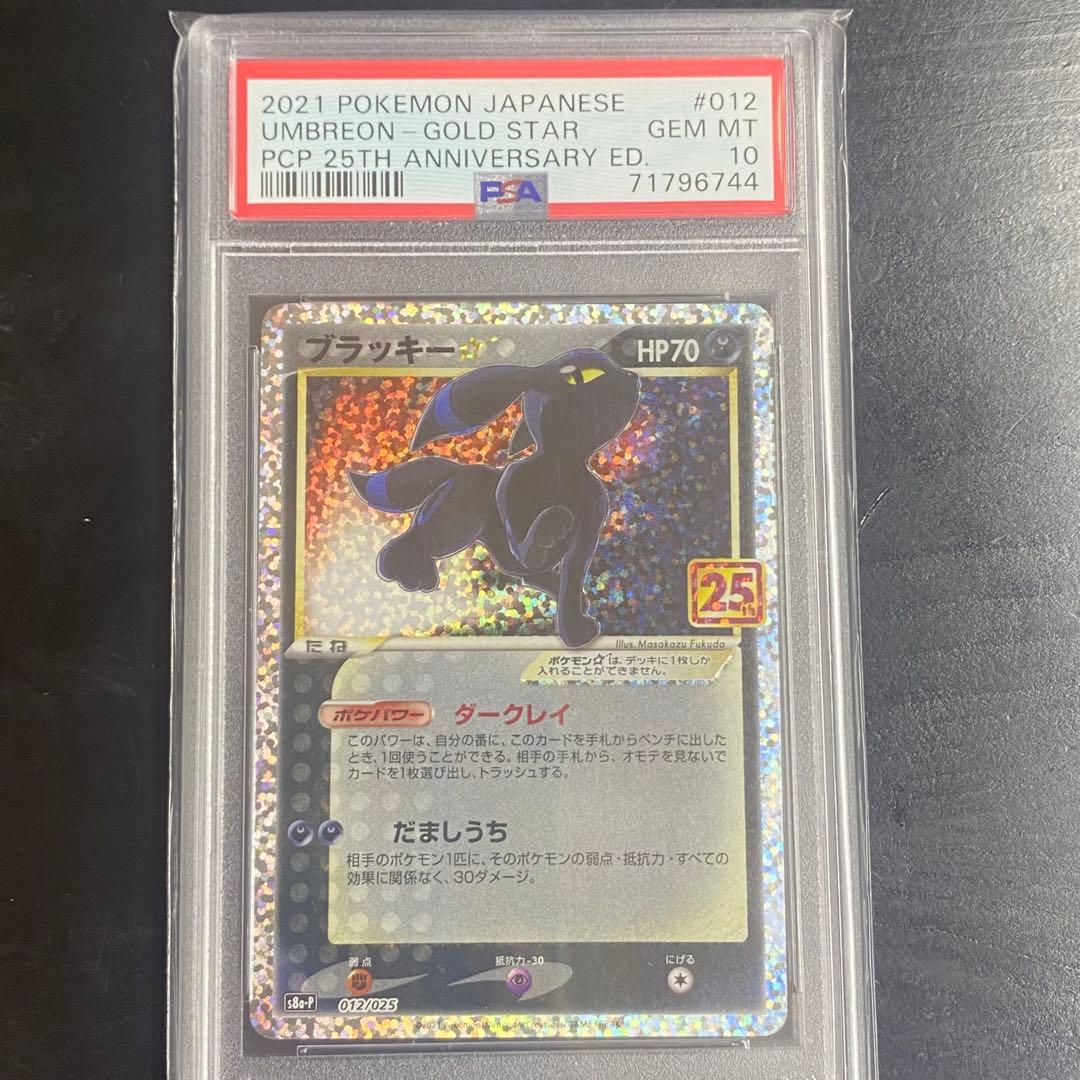 2021 POKEMON JAPANESE #012
UMBREON - GOLD STAR GEM MT
PCP 25TH ANNIVERSARY ED. 10
PSA 71796744
ブラッキー☆ HP70
25th
たね
Illus. Masakazu Fukuda
ポケモン☆は、デッキに1枚しか
入れることができません。
ポケパワー ダークレイ
このパワーは、自分の番に、このカードを手札からベンチに出した
とき、1回使うことができる。相手の手札から、オモテを見ないで
カードを1枚選び出し、トラッシュする。
だましうち
相手のポケモン1匹に、そのポケモンの弱点・抵抗力・すべての
効果に関係なく、30ダメージ。
弱点 抵抗力-30 にげる
s8a-P 012/025
©2021 Pokémon/Nintendo/Creatures/GAME FREAK